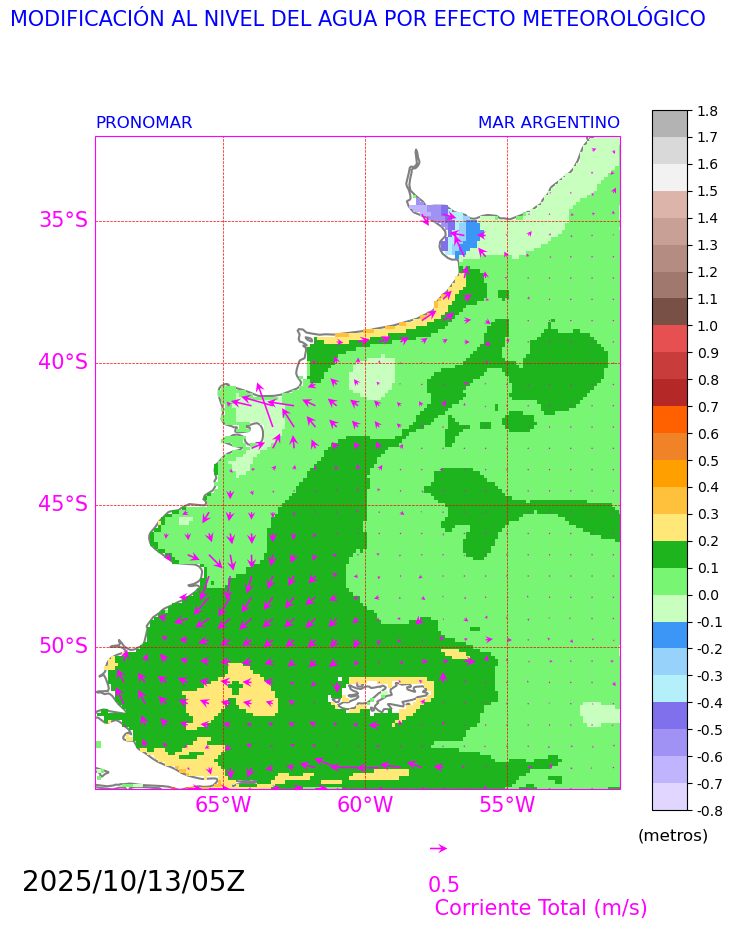 MODIFICACIÓN AL NIVEL DEL AGUA POR EFECTO METEOROLÓGICO
PRONOMAR MAR ARGENTINO
35°S
40°S
45°S
50°S
65°W 60°W 55°W
1.8
1.7
1.6
1.5
1.4
1.3
1.2
1.1
1.0
0.9
0.8
0.7
0.6
0.5
0.4
0.3
0.2
0.1
0.0
-0.1
-0.2
-0.3
-0.4
-0.5
-0.6
-0.7
-0.8
(metros)
2025/10/13/05Z
0.5
Corriente Total (m/s)